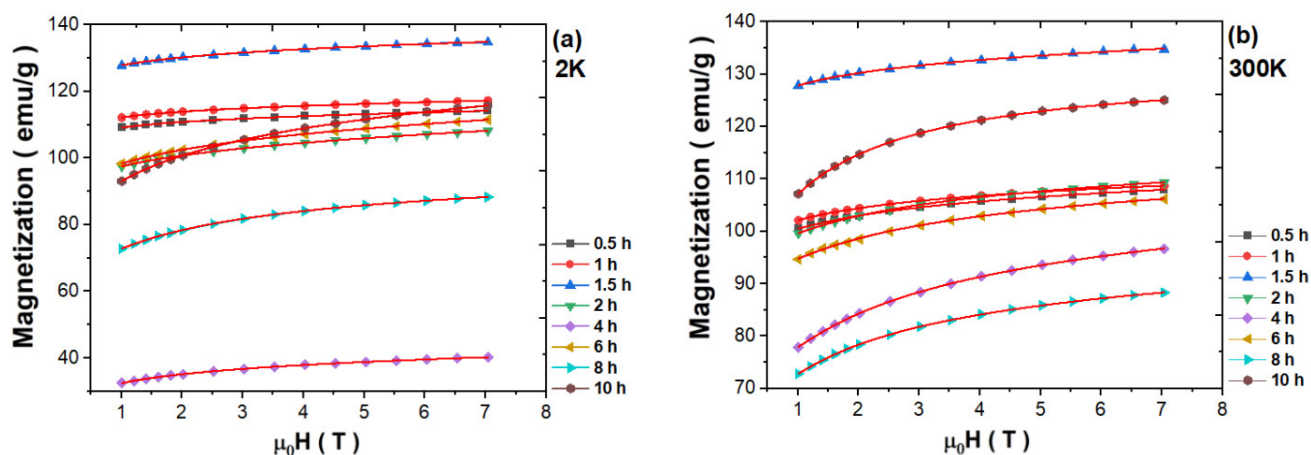 140
120
100
80
60
40
Magnetization ( emu/g )
1 2 3 4 5 6 7 8
μ₀H ( T )
(a)
2K
0.5 h
1 h
1.5 h
2 h
4 h
6 h
8 h
10 h
140
130
120
110
100
90
80
70
Magnetization ( emu/g )
1 2 3 4 5 6 7 8
μ₀H ( T )
(b)
300K
0.5 h
1 h
1.5 h
2 h
4 h
6 h
8 h
10 h